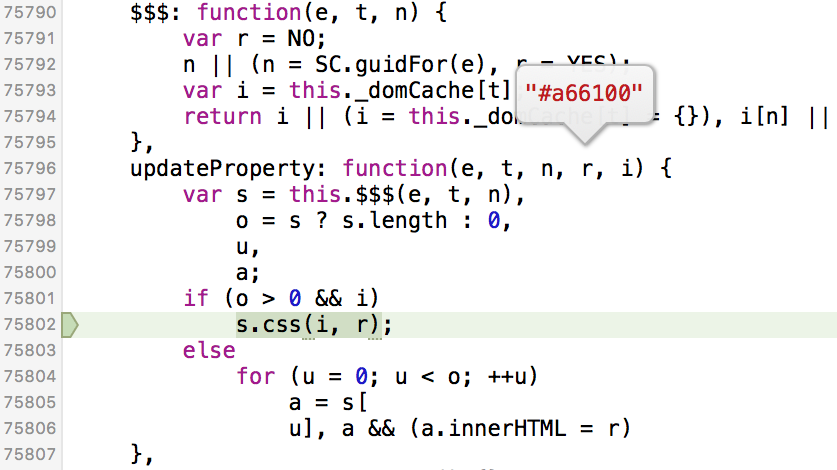 75790 $$$: function(e, t, n) {
75791 var r = NO;
75792 n || (n = SC.guidFor(e), r = YES);
75793 var i = this._domCache[t]
"#a66100"
75794 return i || (i = this._domCache[t] = {}), i[n] ||
75795 },
75796 updateProperty: function(e, t, n, r, i) {
75797 var s = this.$$$(e, t, n),
75798 o = s ? s.length : 0,
75799 u,
75800 a;
75801 if (o > 0 && i)
75802 s.css(i, r);
75803 else
75804 for (u = 0; u < o; ++u)
75805 a = s[
75806 u], a && (a.innerHTML = r)
75807 },